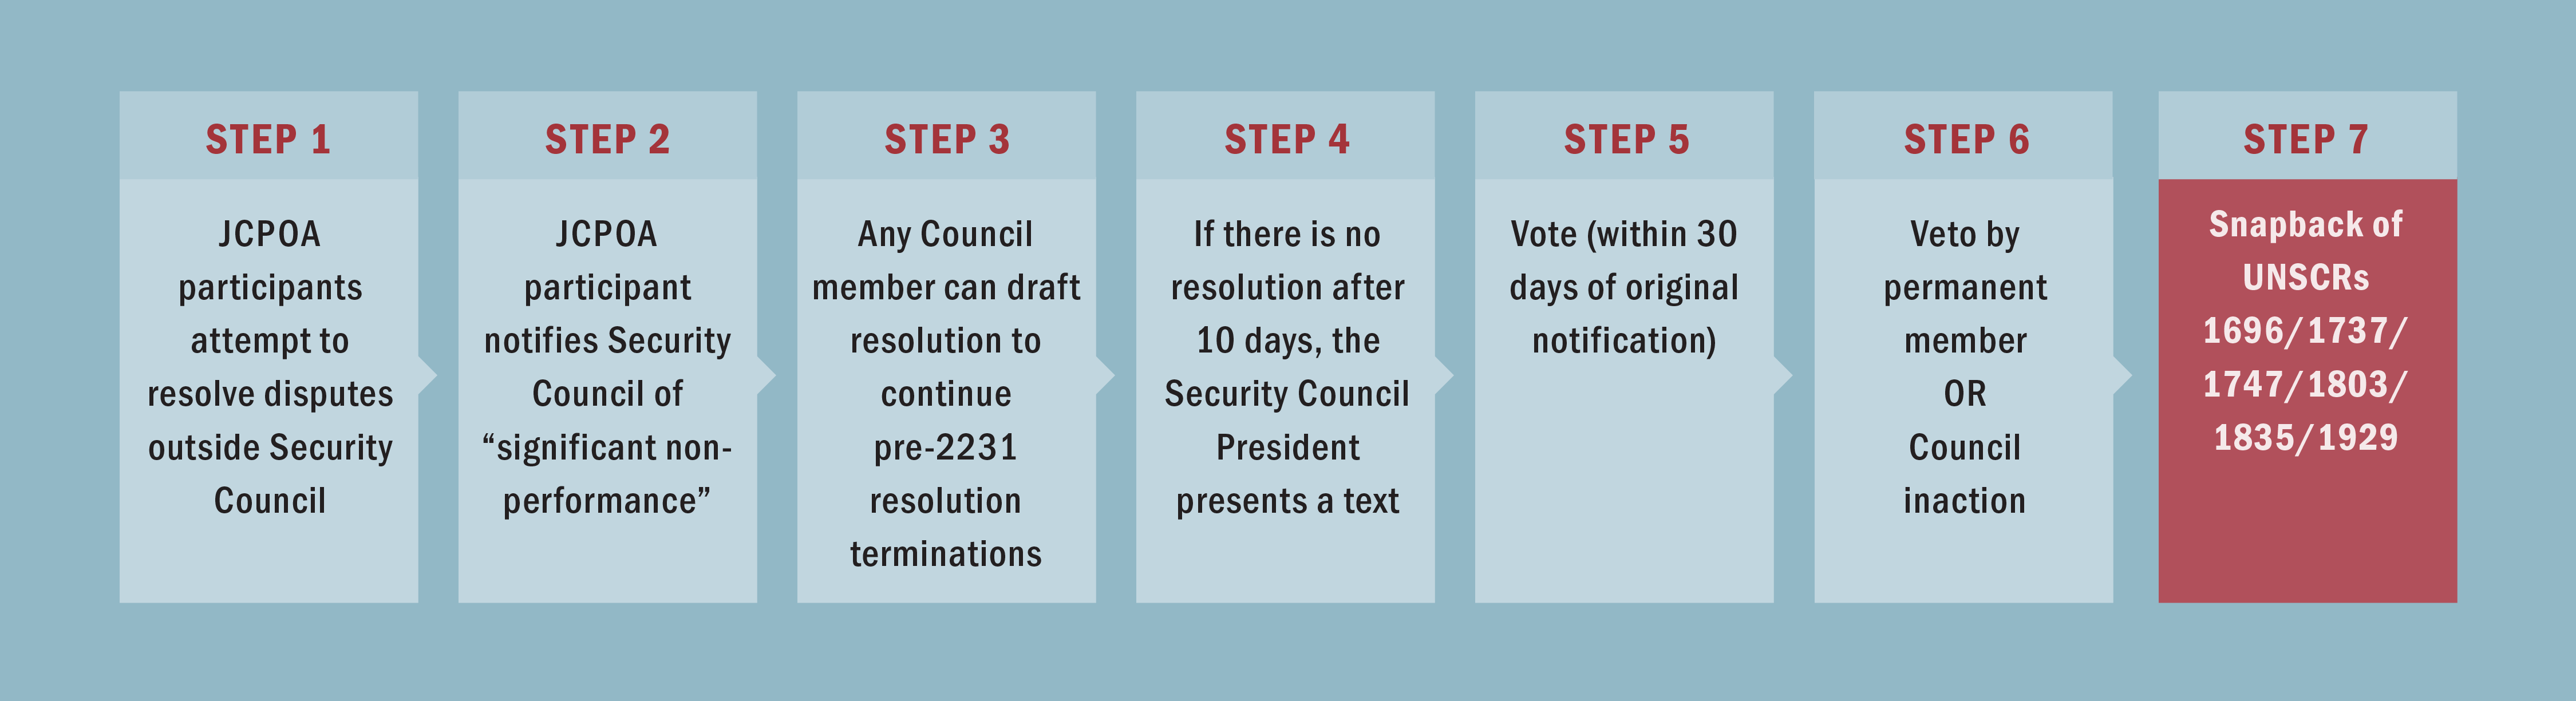 STEP 1
JCPOA
participants
attempt to
resolve disputes
outside Security
Council
STEP 2
JCPOA
participant
notifies Security
Council of
“significant non-
performance”
STEP 3
Any Council
member can draft
resolution to
continue
pre-2231
resolution
terminations
STEP 4
If there is no
resolution after
10 days, the
Security Council
President
presents a text
STEP 5
Vote (within 30
days of original
notification)
STEP 6
Veto by
permanent
member
OR
Council
inaction
STEP 7
Snapback of
UNSCRs
1696/1737/
1747/1803/
1835/1929